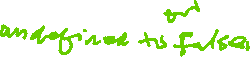 not
undefined is false